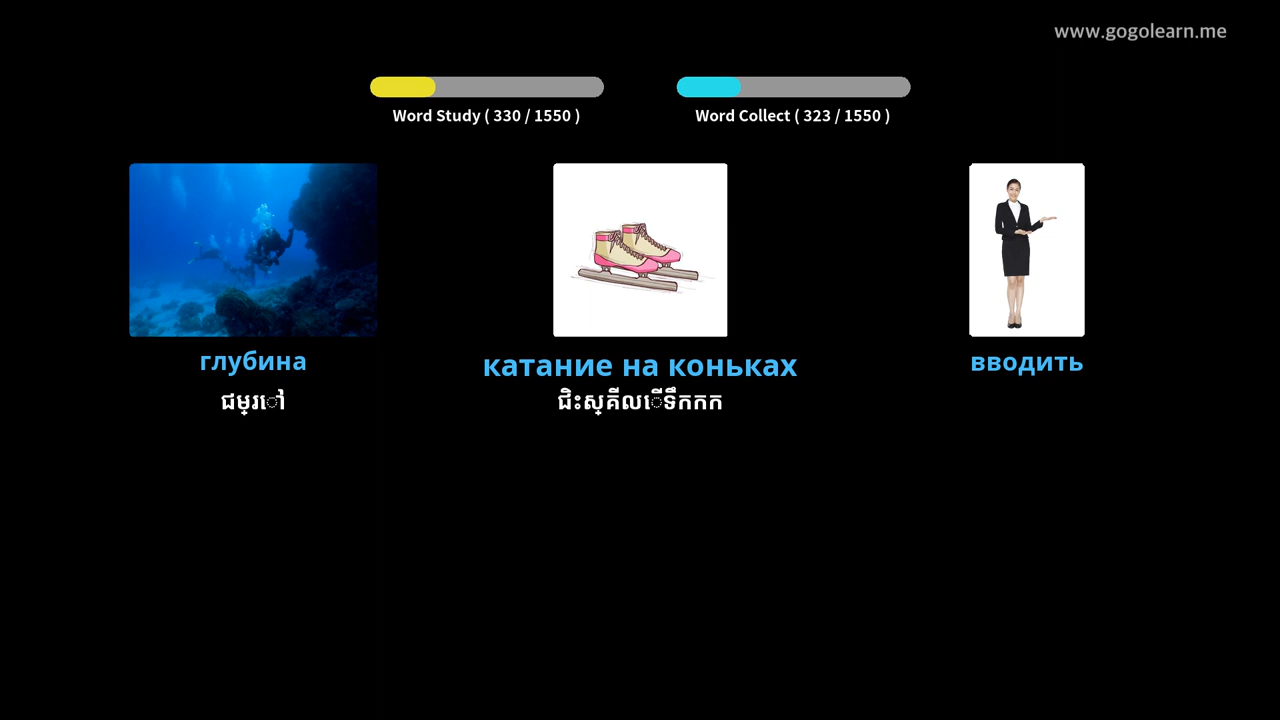 www.gogolearn.me
Word Study ( 330 / 1550 )
Word Collect ( 323 / 1550 )
глубина
катание на коньках
вводить
ជម្រៅ
ជិះស្គីលើទឹកកក